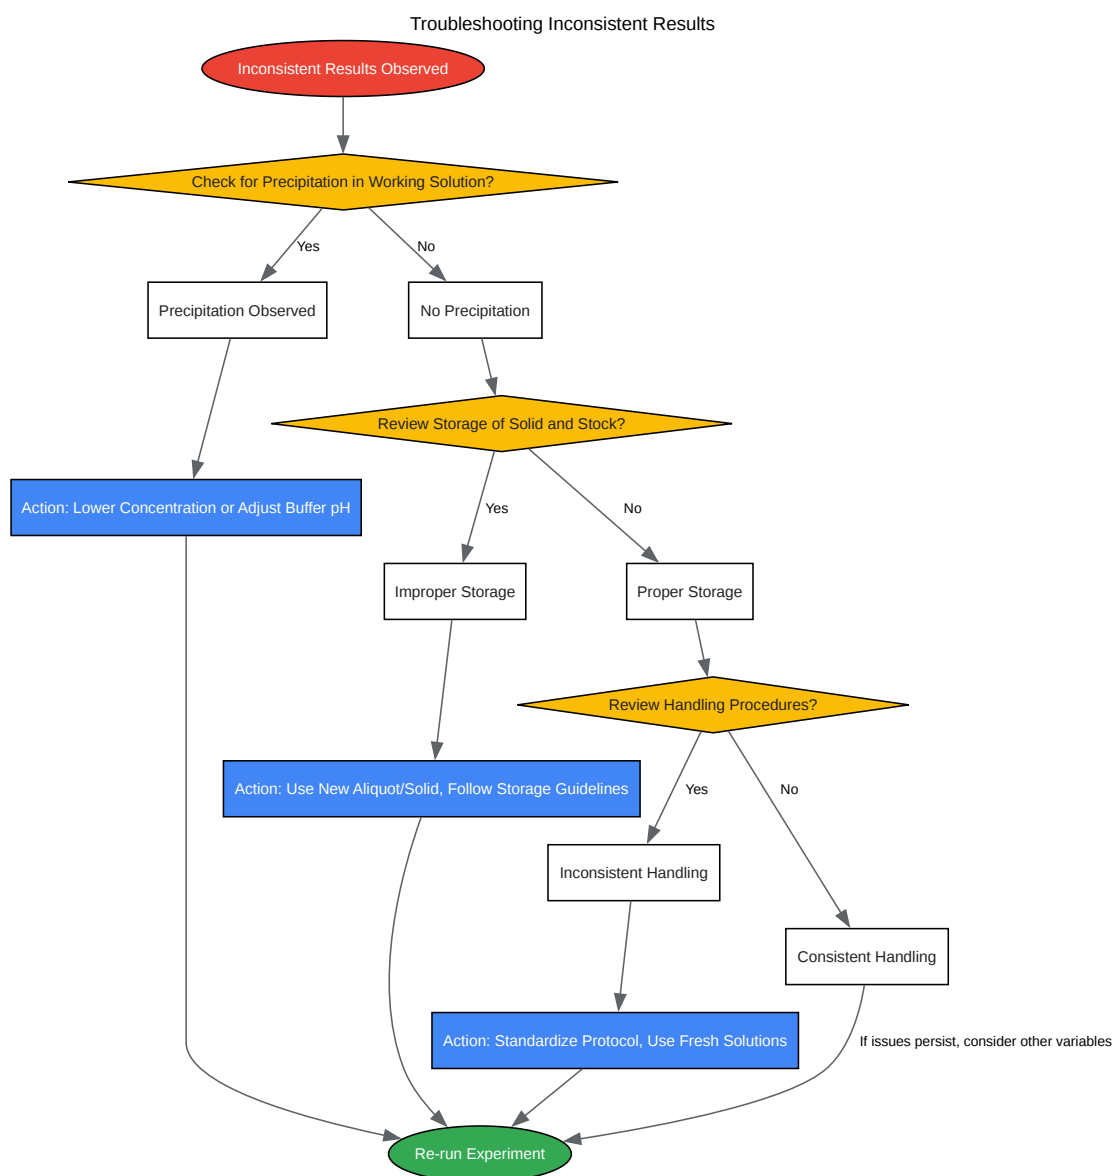 Troubleshooting Inconsistent Results
Inconsistent Results Observed
Check for Precipitation in Working Solution?
Yes
No
Precipitation Observed
No Precipitation
Review Storage of Solid and Stock?
Action: Lower Concentration or Adjust Buffer pH
Yes
No
Improper Storage
Proper Storage
Review Handling Procedures?
Action: Use New Aliquot/Solid, Follow Storage Guidelines
Yes
No
Inconsistent Handling
Consistent Handling
Action: Standardize Protocol, Use Fresh Solutions
If issues persist, consider other variables
Re-run Experiment